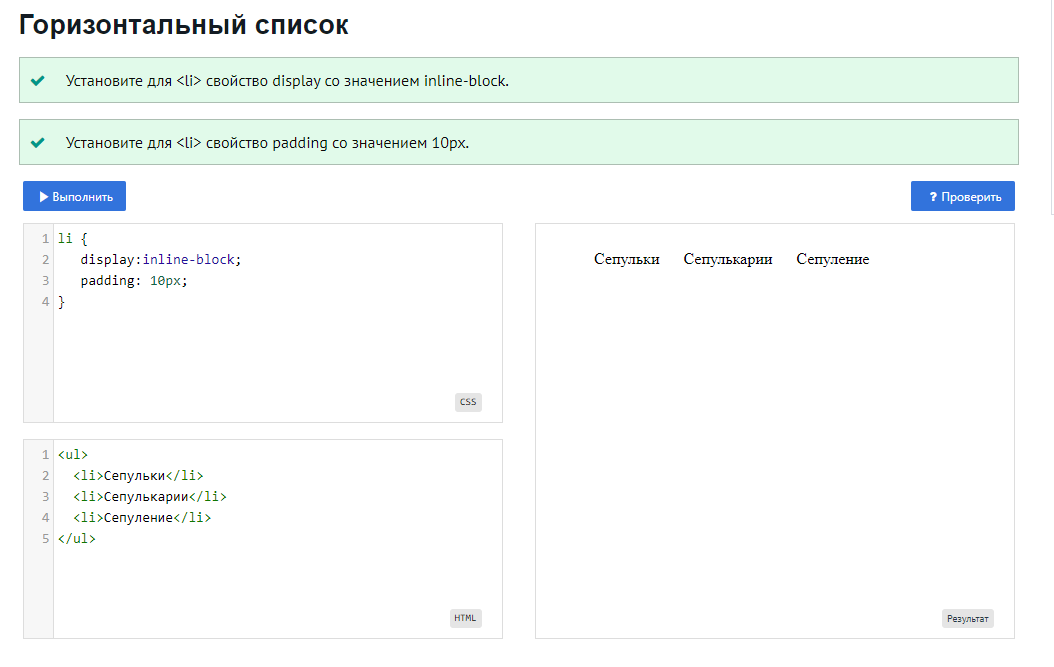 Горизонтальный список
Установите для <li> свойство display со значением inline-block.
Установите для <li> свойство padding со значением 10px.
Выполнить
? Проверить
1 li {
2 display:inline-block;
3 padding: 10px;
4 }
CSS
1 <ul>
2 <li>Сепульки</li>
3 <li>Сепулькарии</li>
4 <li>Сепуление</li>
5 </ul>
HTML
Сепульки Сепулькарии Сепуление
Результат